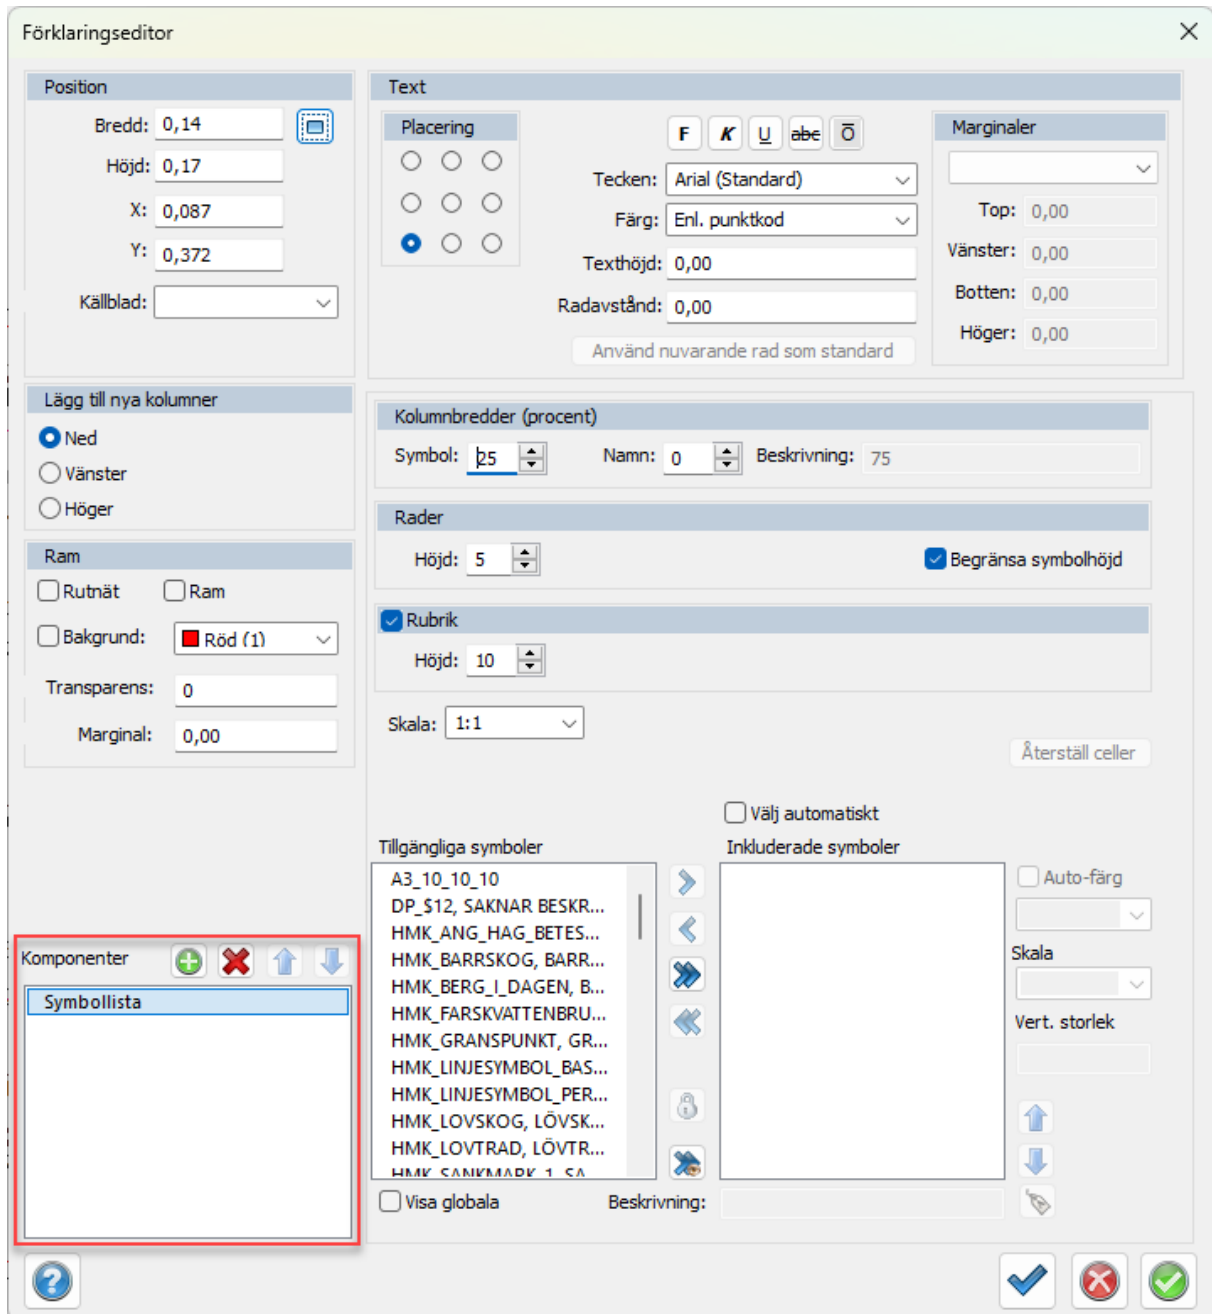 Förklaringseditor
Position
Bredd: 0,14
Höjd: 0,17
X: 0,087
Y: 0,372
Källblad:
Text
Placering
F K U abc O
Tecken: Arial (Standard)
Färg: Enl. punktkod
Texthöjd: 0,00
Radavstånd: 0,00
Använd nuvarande rad som standard
Marginaler
Top: 0,00
Vänster: 0,00
Botten: 0,00
Höger: 0,00
Lägg till nya kolumner
Ned
Vänster
Höger
Ram
Rutnät Ram
Bakgrund: Röd (1)
Transparens: 0
Marginal: 0,00
Kolumnbredder (procent)
Symbol: 25 Namn: 0 Beskrivning: 75
Rader
Höjd: 5 Begränsa symbolhöjd
Rubrik
Höjd: 10
Skala: 1:1
Återställ celler
Välj automatiskt
Tillgängliga symboler
A3_10_10_10
DP_$12, SAKNAR BESKR...
HMK_ANG_HAG_BETES...
HMK_BARRSKOG, BARR...
HMK_BERG_I_DAGEN, B...
HMK_FARSKVATTENBRU...
HMK_GRANSPUNKT, GR...
HMK_LINJESYMBOL_BAS...
HMK_LINJESYMBOL_PER...
HMK_LOVSKOG, LÖVSK...
HMK_LOVTRAD, LÖVTR...
HMK_SANKMARK_1, SA
Visa globala
Inkluderade symboler
Beskrivning:
Auto-färg
Skala
Vert. storlek
Komponenter
Symbollista